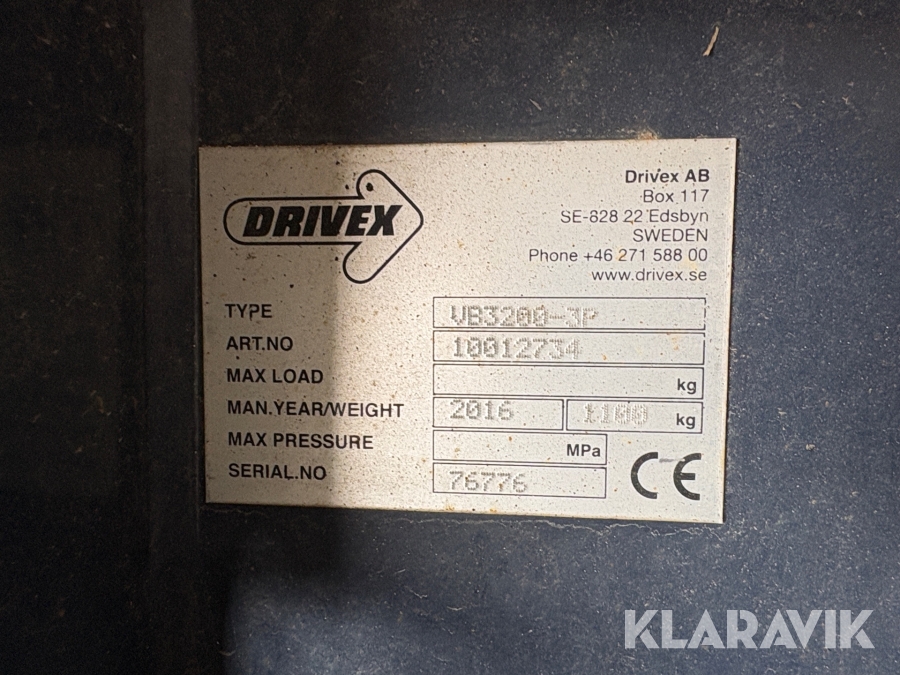 DRIVEX
Drivex AB
Box 117
SE-828 22 Edsbyn
SWEDEN
Phone +46 271 588 00
www.drivex.se
TYPE VB3200-3P
ART.NO 10012734
MAX LOAD kg
MAN.YEAR/WEIGHT 2016 1100 kg
MAX PRESSURE MPa
SERIAL.NO 76776
CE
KLARAVIK